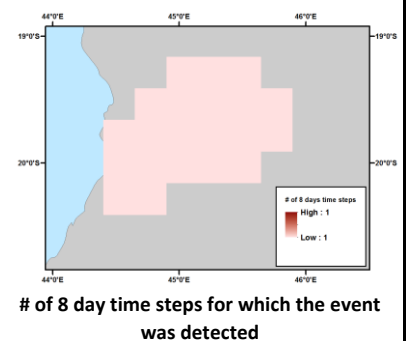 44°0'E 45°0'E 46°0'E
19°0'S 19°0'S
20°0'S 20°0'S
# of 8 days time steps
High : 1
Low : 1
44°0'E 45°0'E 46°0'E
# of 8 day time steps for which the event
was detected